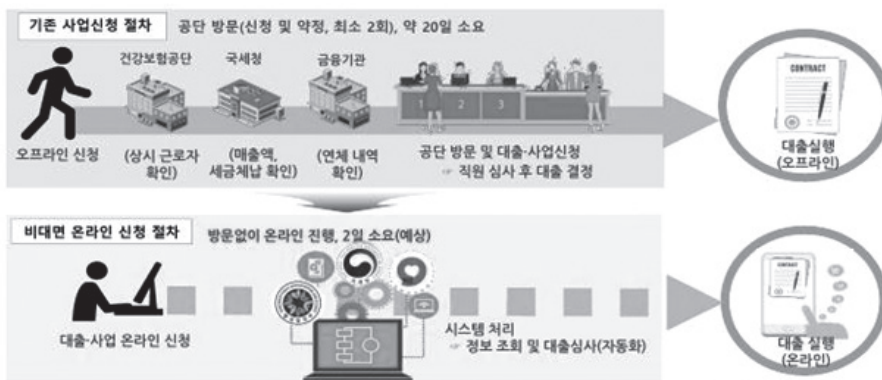 기존 사업신청 절차
공단 방문(신청 및 약정, 최소 2회), 약 20일 소요
건강보험공단
국세청
금융기관
CONTRACT
1
2
3
오프라인 신청
(상시 근로자
확인)
(매출액,
세금체납 확인)
(연체 내역
확인)
공단 방문 및 대출·사업신청
☞ 직원 심사 후 대출 결정
대출실행
(오프라인)
비대면 온라인 신청 절차
방문없이 온라인 진행, 2일 소요(예상)
CONTRACT
대출·사업 온라인 신청
시스템 처리
☞ 정보 조회 및 대출심사(자동화)
대출 실행
(온라인)